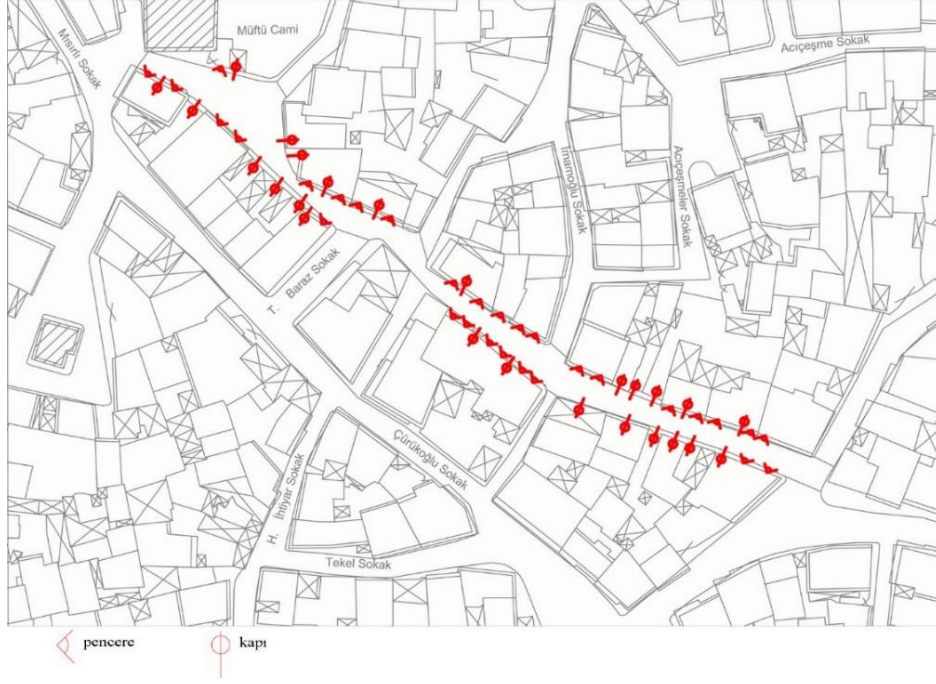 Mısırlı Sokak
Müftü Cami
Acıçeşme Sokak
İmamoğlu Sokak
Acıçeşmeler Sokak
T. Baraz Sokak
Çürükoğlu Sokak
H. İhtiyar Sokak
Tekel Sokak
pencere
kapı